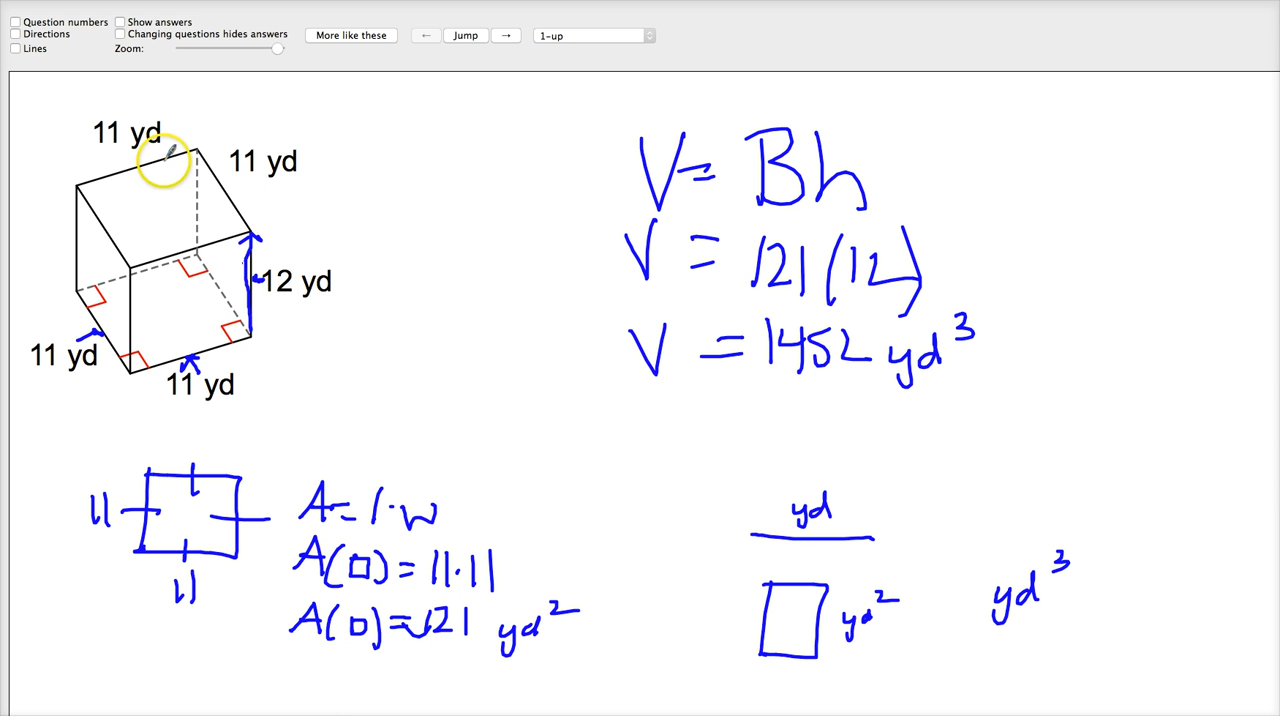 Question numbers Show answers
Directions Changing questions hides answers
Lines Zoom: More like these ← Jump → 1-up
11 yd
11 yd
12 yd
11 yd
11 yd
V = Bh
V = 121 (12)
V = 1452 yd³
11
11
A = l · w
A(□) = 11 · 11
A(□) = 121 yd²
yd
yd²
yd³